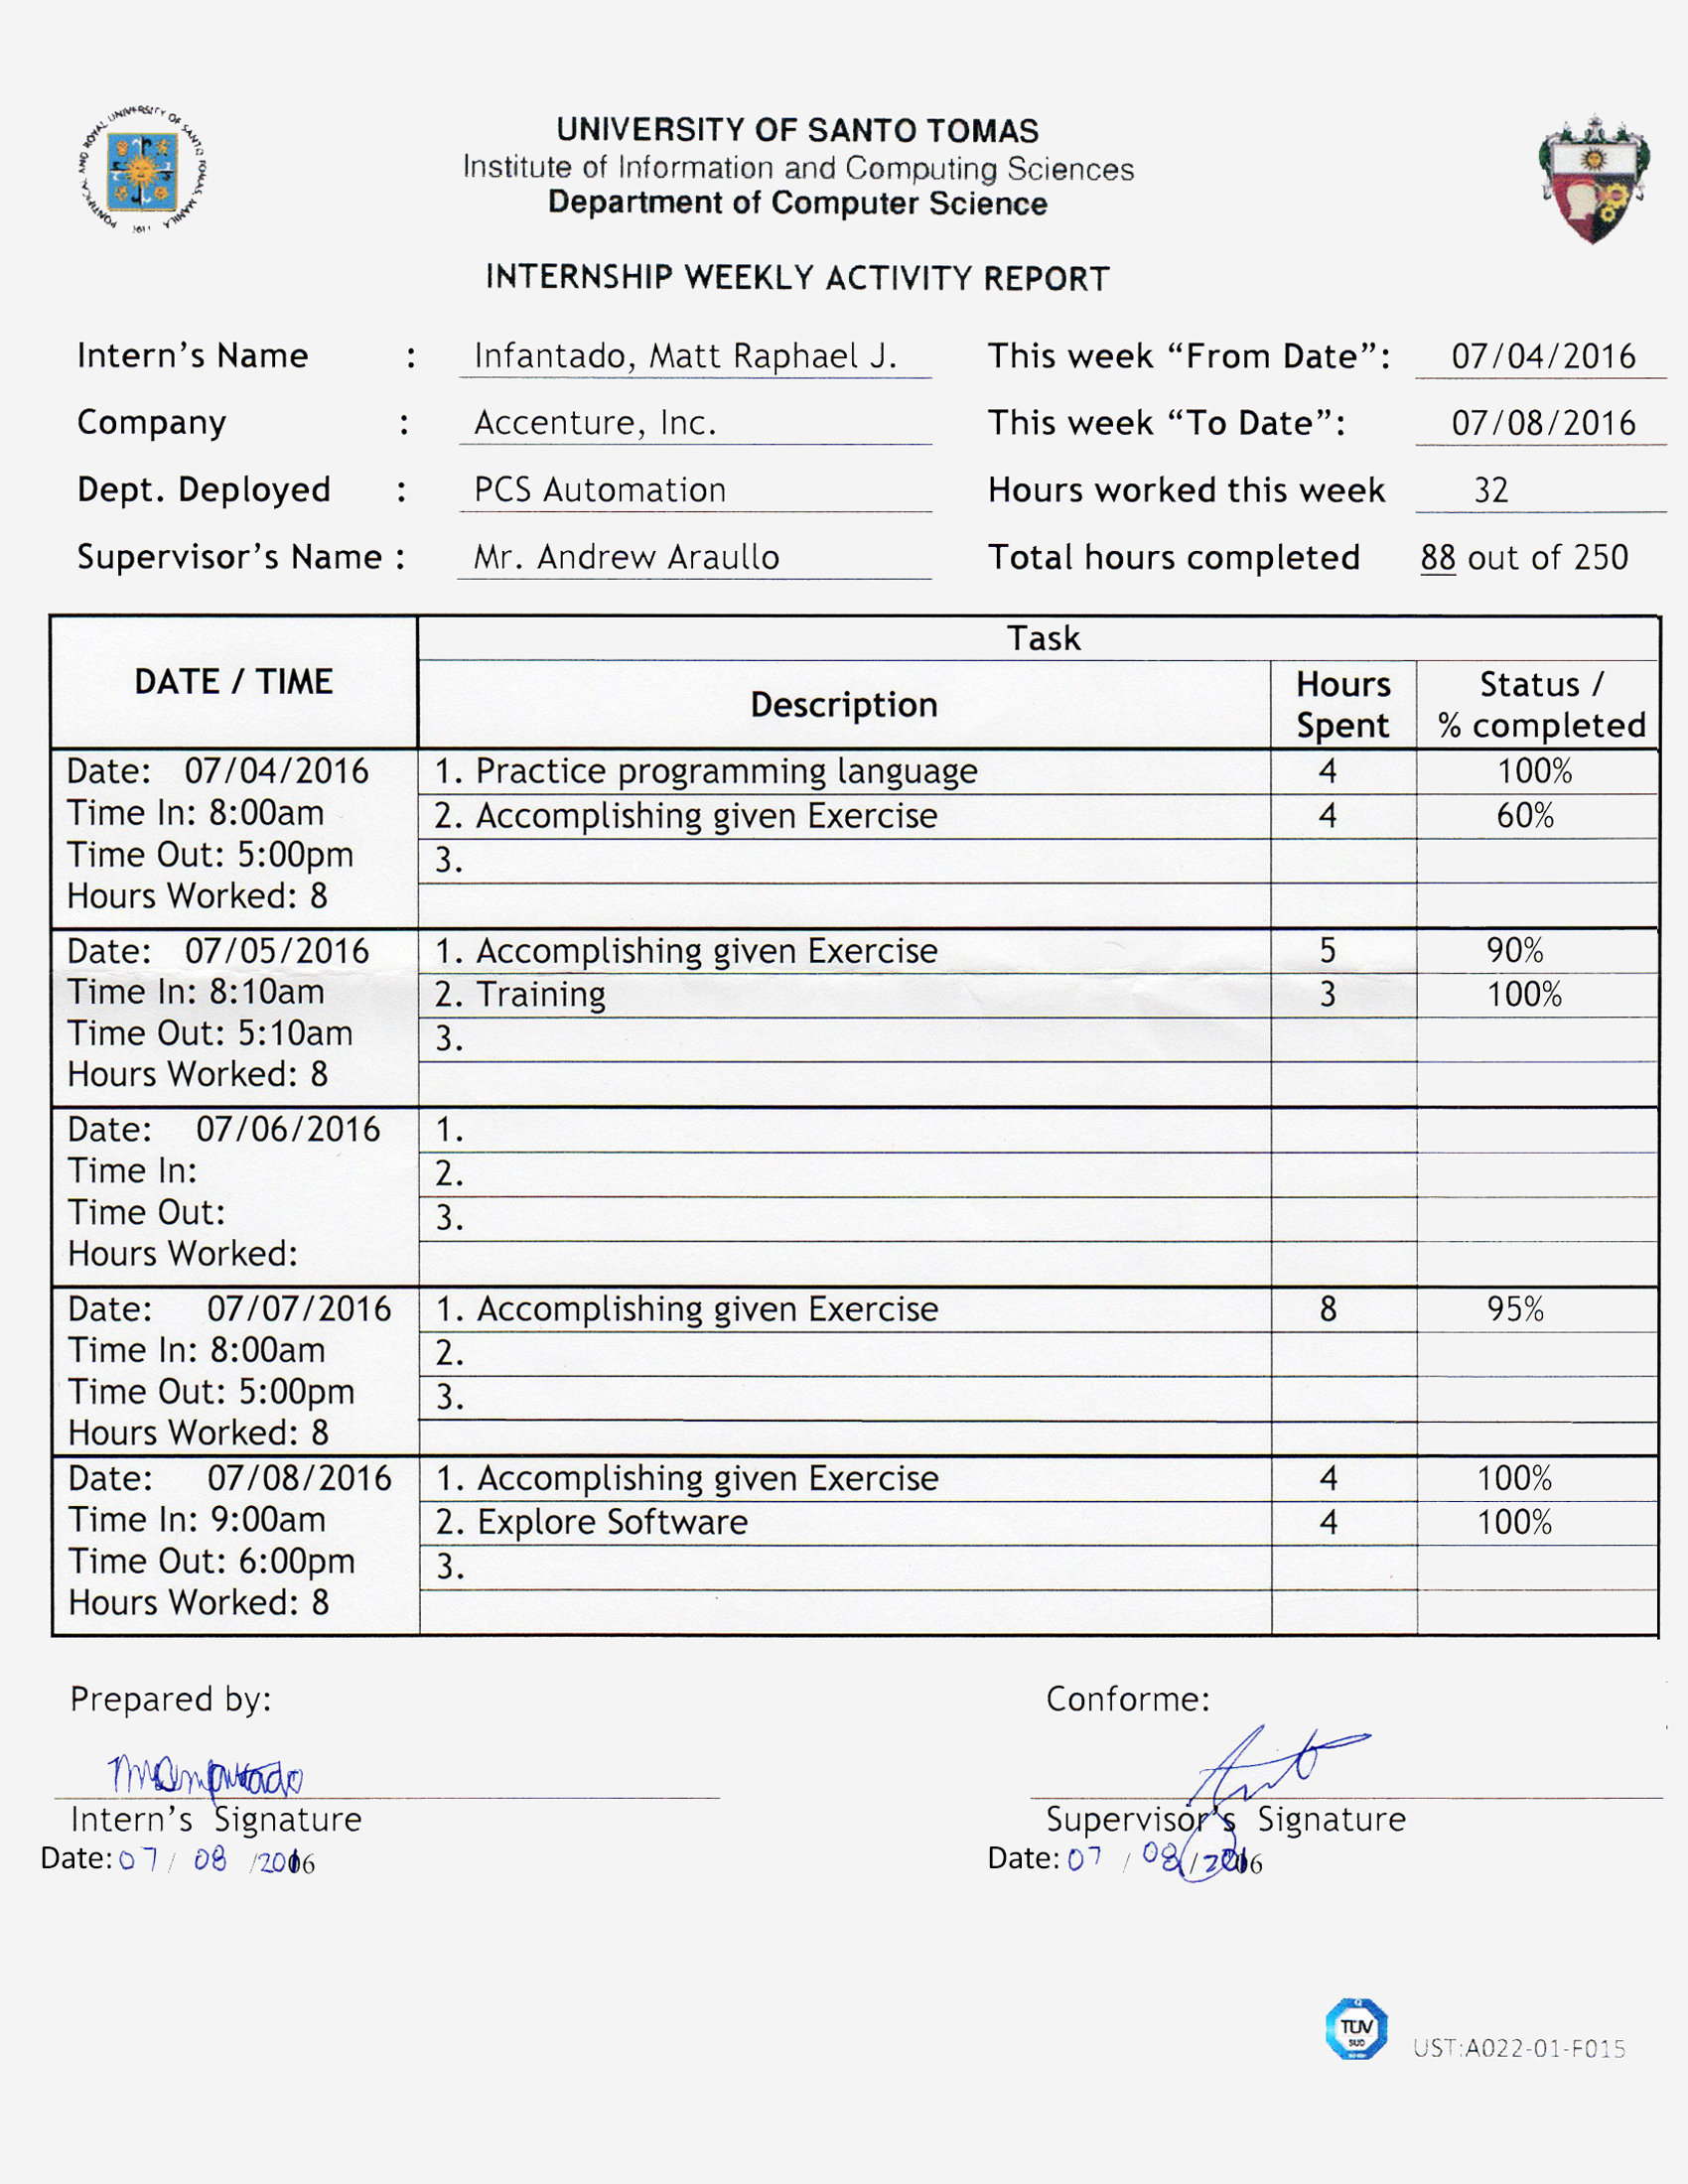 PONTIFICAL AND ROYAL UNIVERSITY OF SANTO TOMAS, MANILA
1611
UNIVERSITY OF SANTO TOMAS
Institute of Information and Computing Sciences
Department of Computer Science
INTERNSHIP WEEKLY ACTIVITY REPORT
Intern's Name : Infantado, Matt Raphael J. This week “From Date”: 07/04/2016
Company : Accenture, Inc. This week “To Date”: 07/08/2016
Dept. Deployed : PCS Automation Hours worked this week 32
Supervisor's Name : Mr. Andrew Araullo Total hours completed 88 out of 250
DATE / TIME
Task
Description
Hours Spent
Status / % completed
Date: 07/04/2016
Time In: 8:00am
Time Out: 5:00pm
Hours Worked: 8
1. Practice programming language 4 100%
2. Accomplishing given Exercise 4 60%
3.
Date: 07/05/2016
Time In: 8:10am
Time Out: 5:10am
Hours Worked: 8
1. Accomplishing given Exercise 5 90%
2. Training 3 100%
3.
Date: 07/06/2016
Time In:
Time Out:
Hours Worked:
1.
2.
3.
Date: 07/07/2016
Time In: 8:00am
Time Out: 5:00pm
Hours Worked: 8
1. Accomplishing given Exercise 8 95%
2.
3.
Date: 07/08/2016
Time In: 9:00am
Time Out: 6:00pm
Hours Worked: 8
1. Accomplishing given Exercise 4 100%
2. Explore Software 4 100%
3.
Prepared by: Conforme:
Intern's Signature Supervisor's Signature
Date: 07/ 08 /2016 Date: 07 / 08/2016
TUV
SUD
UST:A022-01-F015